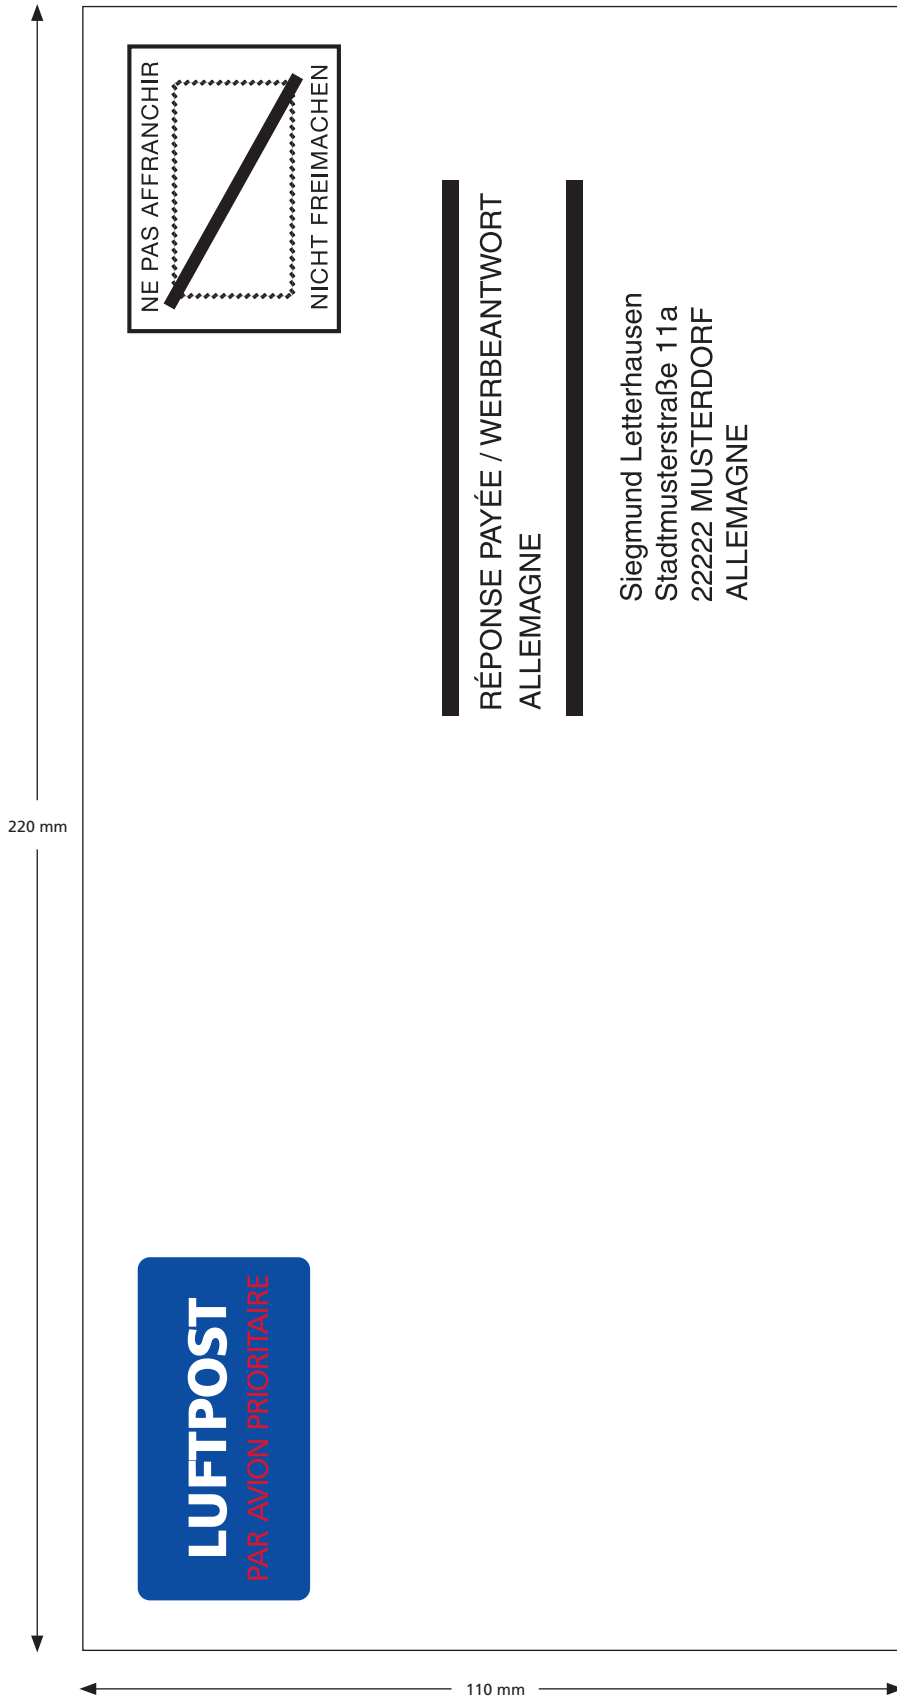 NE PAS AFFRANCHIR
NICHT FREIMACHEN
RÉPONSE PAYÉE / WERBEANTWORT
ALLEMAGNE
Siegmund Letterhausen
Stadtmusterstraße 11a
22222 MUSTERDORF
ALLEMAGNE
LUFTPOST
PAR AVION PRIORITAIRE
220 mm
110 mm